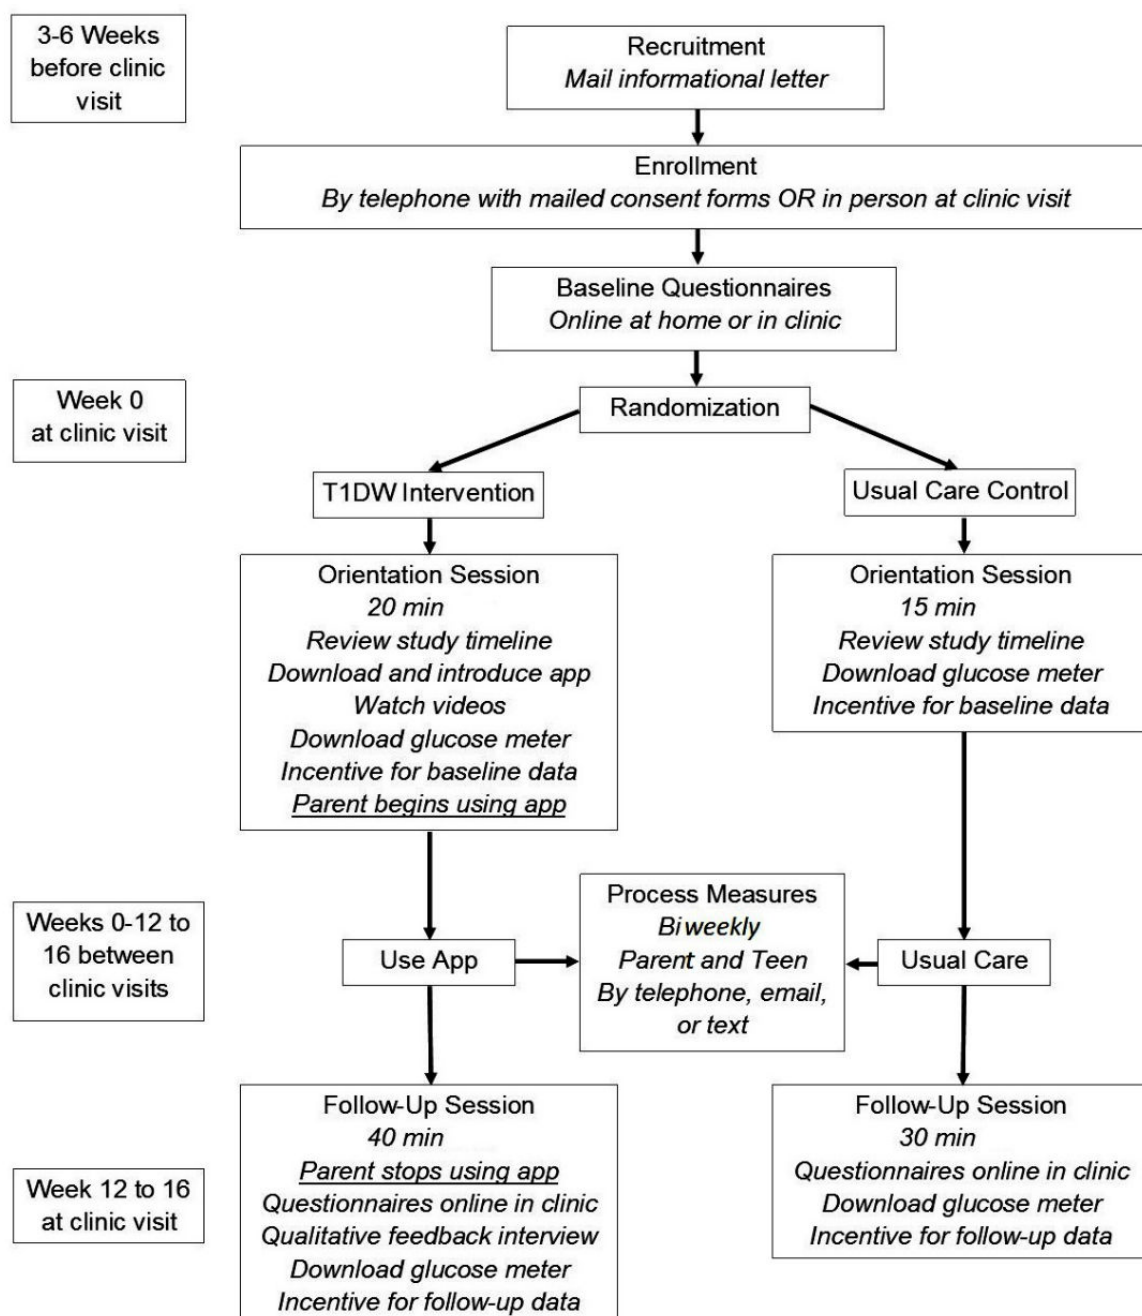 3-6 Weeks
before clinic
visit
Recruitment
Mail informational letter
Enrollment
By telephone with mailed consent forms OR in person at clinic visit
Baseline Questionnaires
Online at home or in clinic
Week 0
at clinic visit
Randomization
T1DW Intervention
Usual Care Control
Orientation Session
20 min
Review study timeline
Download and introduce app
Watch videos
Download glucose meter
Incentive for baseline data
Parent begins using app
Orientation Session
15 min
Review study timeline
Download glucose meter
Incentive for baseline data
Weeks 0-12 to
16 between
clinic visits
Use App
Process Measures
Biweekly
Parent and Teen
By telephone, email,
or text
Usual Care
Week 12 to 16
at clinic visit
Follow-Up Session
40 min
Parent stops using app
Questionnaires online in clinic
Qualitative feedback interview
Download glucose meter
Incentive for follow-up data
Follow-Up Session
30 min
Questionnaires online in clinic
Download glucose meter
Incentive for follow-up data